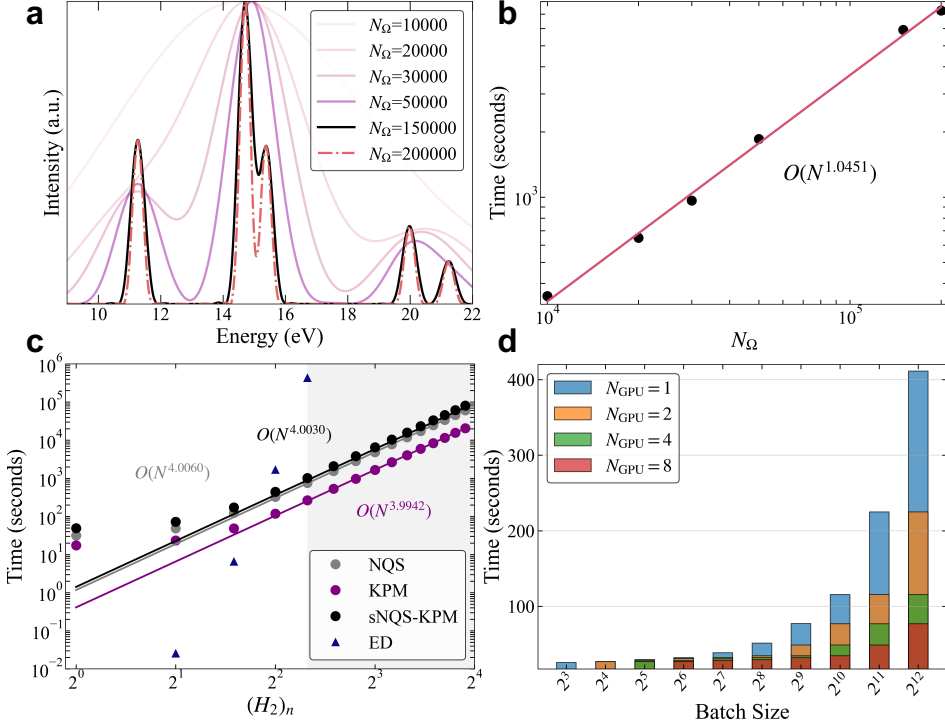 a
Intensity (a.u.)
N_Ω=10000
N_Ω=20000
N_Ω=30000
N_Ω=50000
N_Ω=150000
N_Ω=200000
10 12 14 16 18 20 22
Energy (eV)
b
Time (seconds)
10^3
O(N^1.0451)
10^4 10^5
N_Ω
c
Time (seconds)
10^6
10^5
10^4
10^3
10^2
10^1
10^0
10^-1
10^-2
O(N^4.0060)
O(N^4.0030)
O(N^3.9942)
NQS
KPM
sNQS-KPM
ED
2^0 2^1 2^2 2^3 2^4
(H_2)_n
d
Time (seconds)
400
300
200
100
N_GPU = 1
N_GPU = 2
N_GPU = 4
N_GPU = 8
2^3 2^4 2^5 2^6 2^7 2^8 2^9 2^10 2^11 2^12
Batch Size